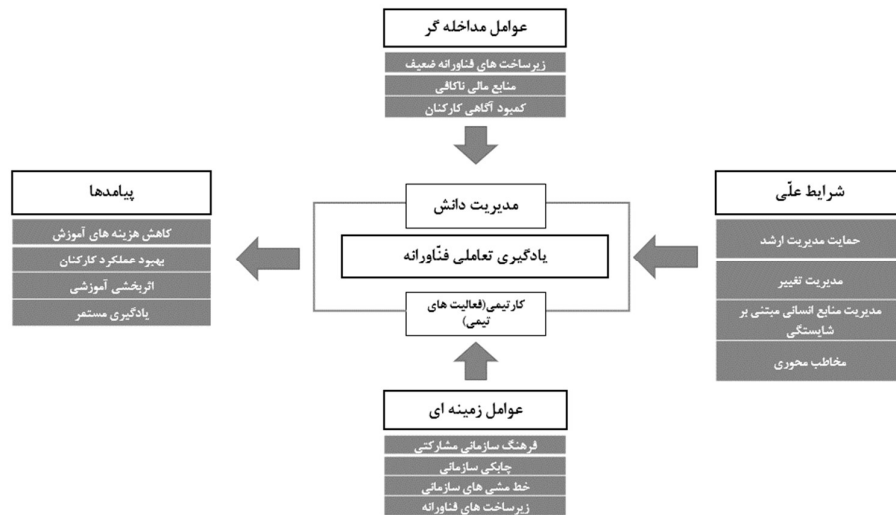 عوامل مداخله گر
زیرساخت های فناورانه ضعیف
منابع مالی ناکافی
کمبود آگاهی کارکنان
شرایط علّی
حمایت مدیریت ارشد
مدیریت تغییر
مدیریت منابع انسانی مبتنی بر
شایستگی
مخاطب محوری
مدیریت دانش
یادگیری تعاملی فنّاورانه
کارتیمی(فعالیت های
تیمی)
پیامدها
کاهش هزینه های آموزش
بهبود عملکرد کارکنان
اثربخشی آموزشی
یادگیری مستمر
عوامل زمینه ای
فرهنگ سازمانی مشارکتی
چابکی سازمانی
خط مشی های سازمانی
زیرساخت های فناورانه